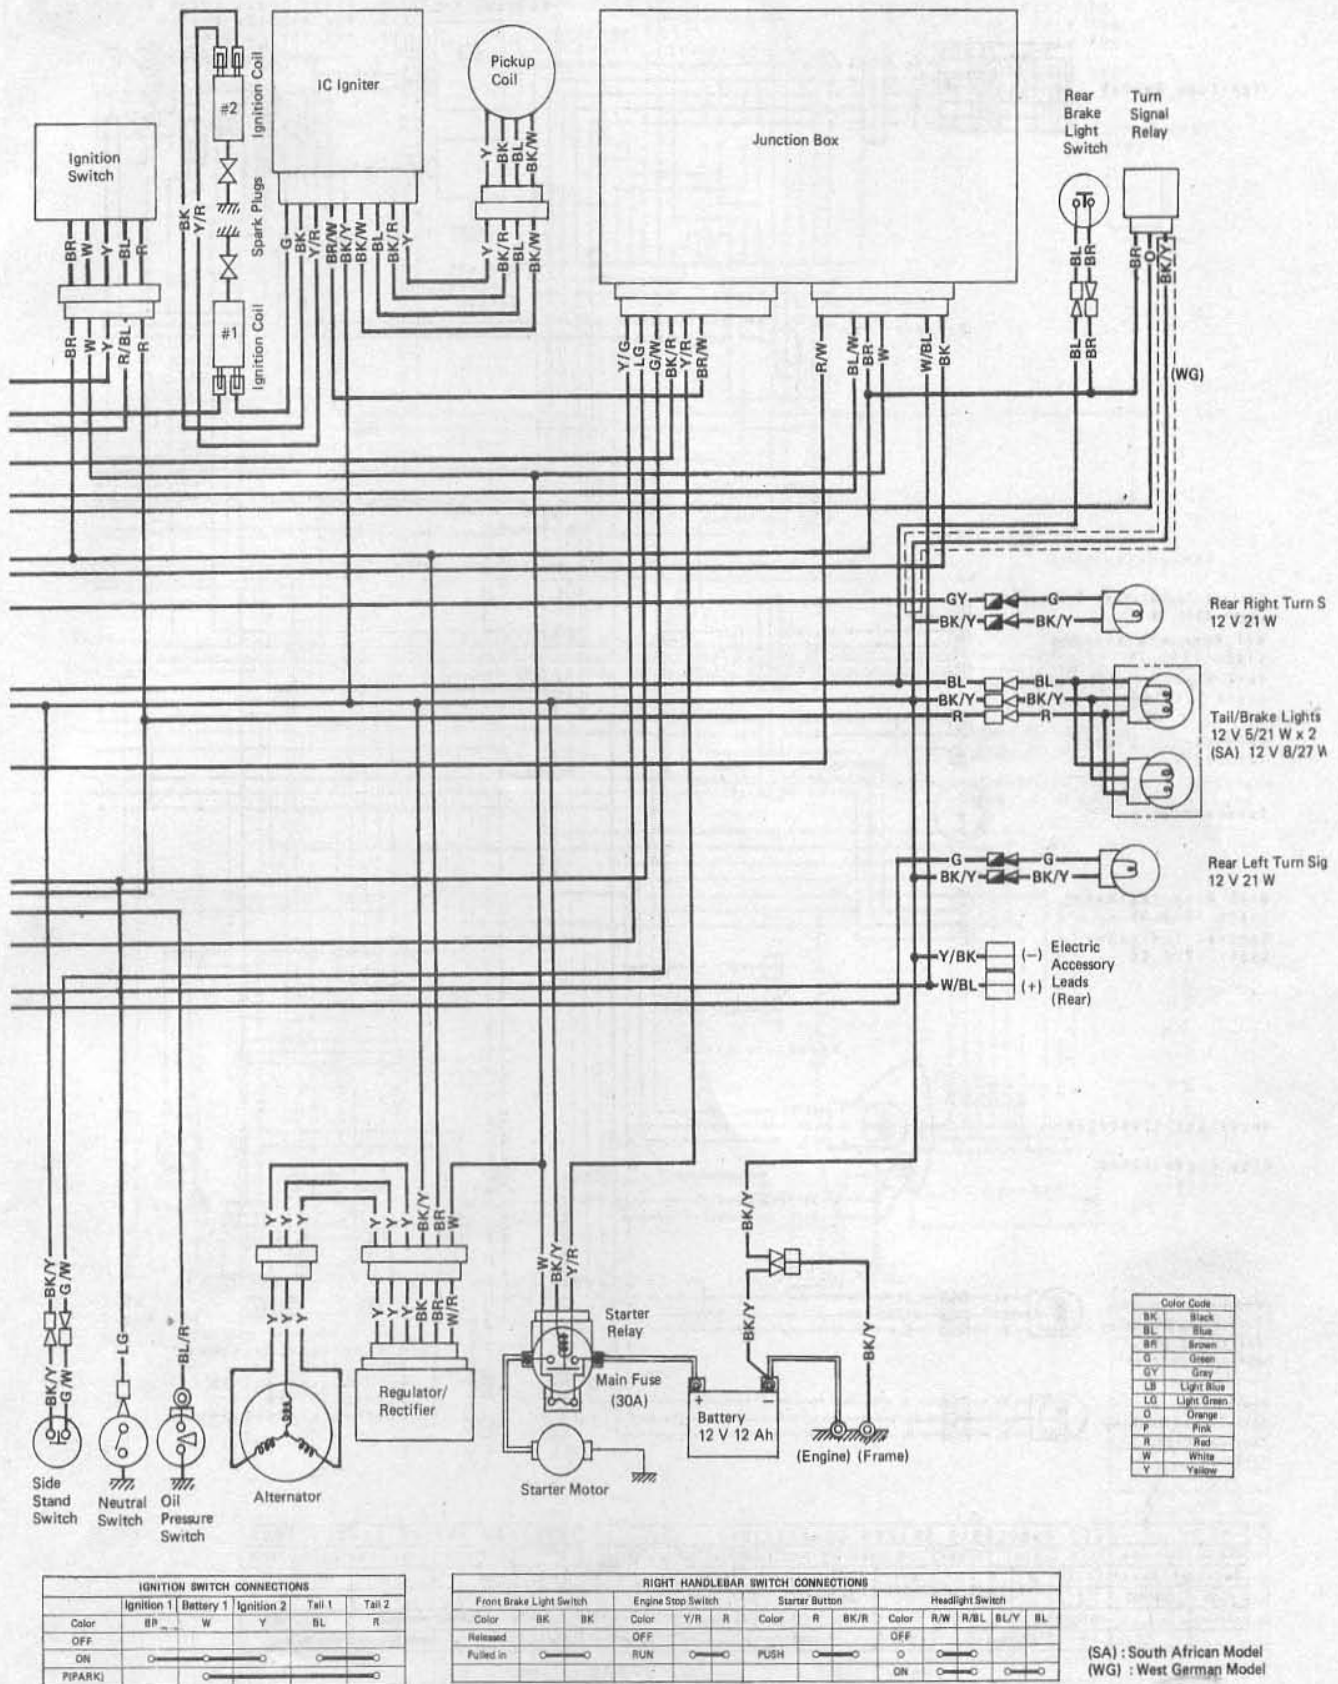 Ignition
Switch
BR
W
Y
BL
R
BR
W
Y
R/BL
R
BK
Y/R
#2
Ignition Coil
Spark Plugs
#1
Ignition Coil
IC Igniter
G
BK
Y/R
BR/W
BK/Y
BK/W
BL
BK/R
Y
Pickup
Coil
Y
BK
BL
BK/W
Y
BK/R
BL
BK/W
Junction Box
Y/G
LG
G/W
BK/R
Y/R
BR/W
R/W
BL/W
BR
W
W/BL
BK
Rear
Brake
Light
Switch
Turn
Signal
Relay
BL
BR
BL
BR
BR
O
BK/Y
(WG)
GY G
BK/Y BK/Y
Rear Right Turn S
12 V 21 W
BL BL
BK/Y BK/Y
R R
Tail/Brake Lights
12 V 5/21 W x 2
(SA) 12 V 8/27 W
G G
BK/Y BK/Y
Rear Left Turn Sig
12 V 21 W
Y/BK (−) Electric
Accessory
W/BL (+) Leads
(Rear)
BK/Y
G/W
BK/Y
G/W
LG
BL/R
Side
Stand
Switch
Neutral
Switch
Oil
Pressure
Switch
Y
Y
Y
Y
Y
Alternator
Y
Y
Y
BK/Y
BR
W
Y
Y
Y
BK
BR
W/R
Regulator/
Rectifier
W
BK/Y
Y/R
Starter
Relay
Main Fuse
(30A)
Starter Motor
BK/Y
BK/Y
BK/Y
+ −
Battery
12 V 12 Ah
(Engine) (Frame)
Color Code
BK Black
BL Blue
BR Brown
G Green
GY Grey
LB Light Blue
LG Light Green
O Orange
P Pink
R Red
W White
Y Yellow
IGNITION SWITCH CONNECTIONS
Ignition 1 Battery 1 Ignition 2 Tail 1 Tail 2
Color BR W Y BL R
OFF
ON
P(PARK)
RIGHT HANDLEBAR SWITCH CONNECTIONS
Front Brake Light Switch Engine Stop Switch Starter Button Headlight Switch
Color BK BK Color Y/R R Color R BK/R Color R/W R/BL BL/Y BL
Released OFF OFF
Pulled in RUN PUSH
ON
(SA) : South African Model
(WG) : West German Model